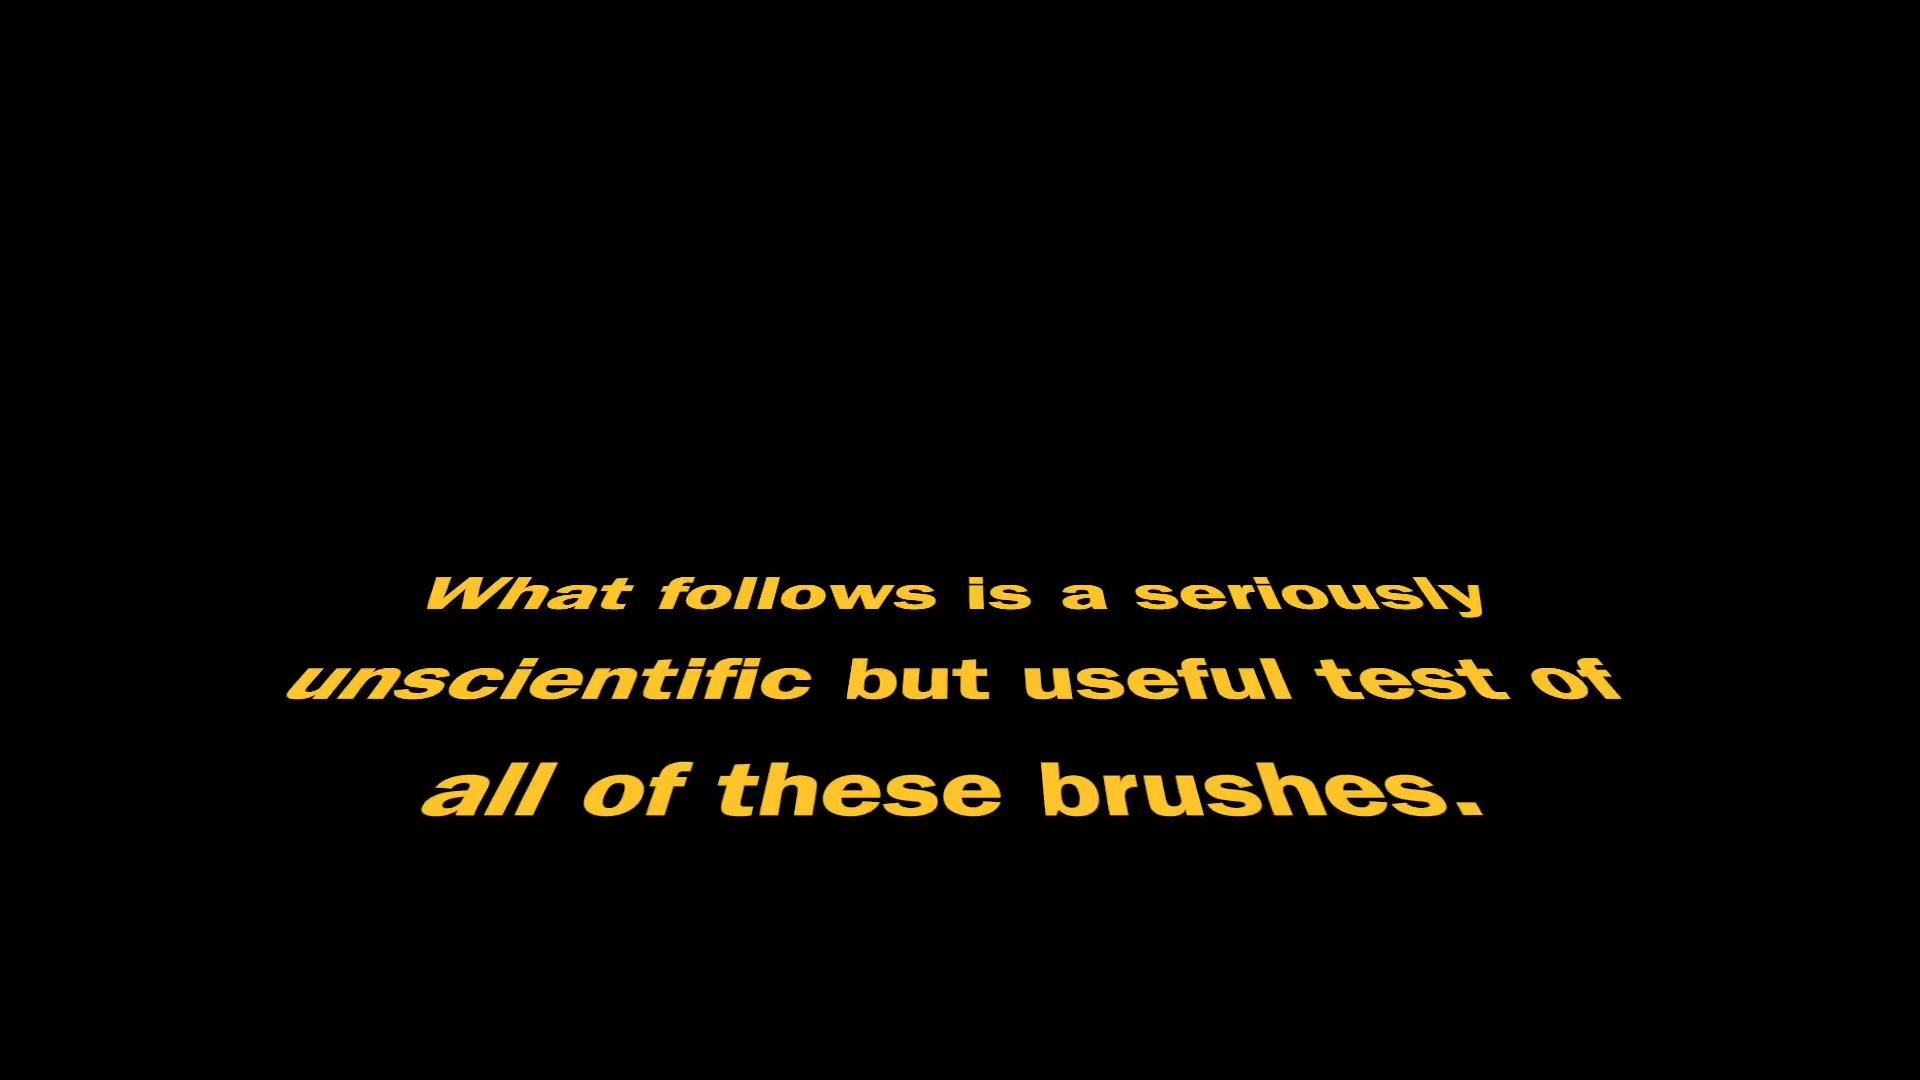 What follows is a seriously
unscientific but useful test of
all of these brushes.